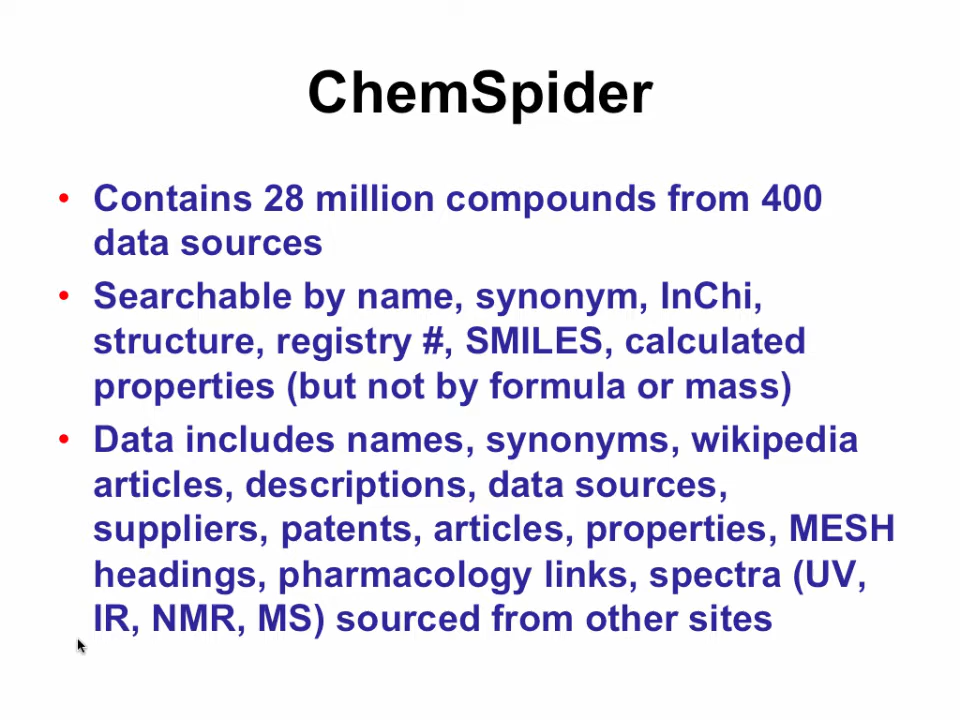 ChemSpider
• Contains 28 million compounds from 400
data sources
• Searchable by name, synonym, InChi,
structure, registry #, SMILES, calculated
properties (but not by formula or mass)
• Data includes names, synonyms, wikipedia
articles, descriptions, data sources,
suppliers, patents, articles, properties, MESH
headings, pharmacology links, spectra (UV,
IR, NMR, MS) sourced from other sites